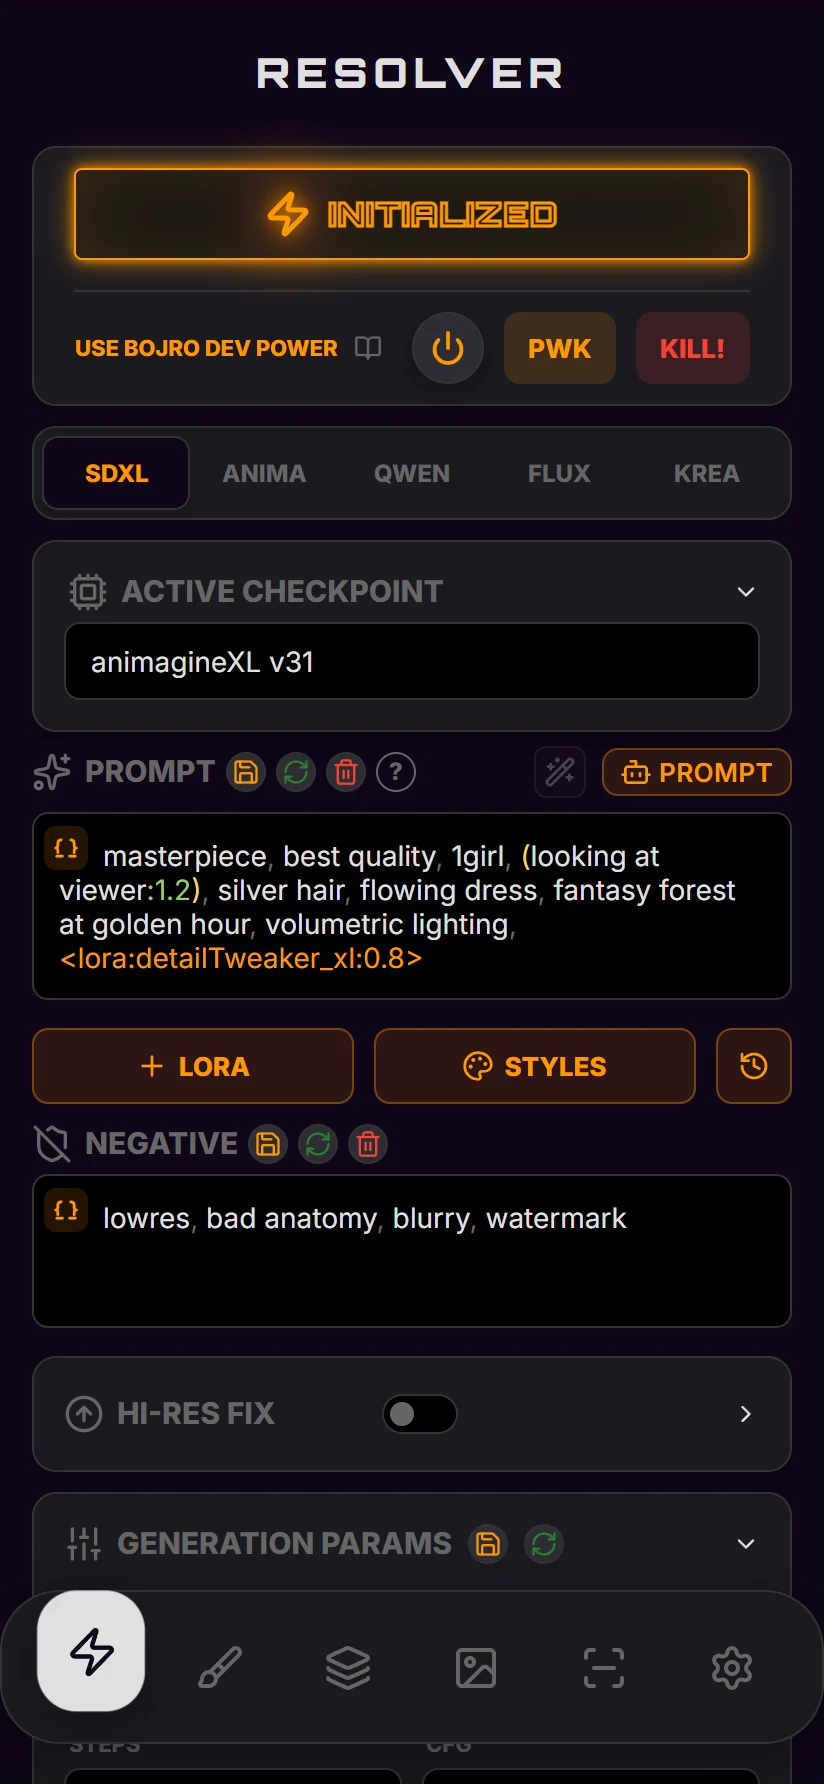 RESOLVER
INITIALIZED
USE BOJRO DEV POWER
PWK
KILL!
SDXL
ANIMA
QWEN
FLUX
KREA
ACTIVE CHECKPOINT
animagineXL v31
PROMPT
?
PROMPT
{} masterpiece, best quality, 1girl, (looking at
viewer:1.2), silver hair, flowing dress, fantasy forest
at golden hour, volumetric lighting,
<lora:detailTweaker_xl:0.8>
+ LORA
STYLES
NEGATIVE
{} lowres, bad anatomy, blurry, watermark
HI-RES FIX
GENERATION PARAMS
STEPS
CFG